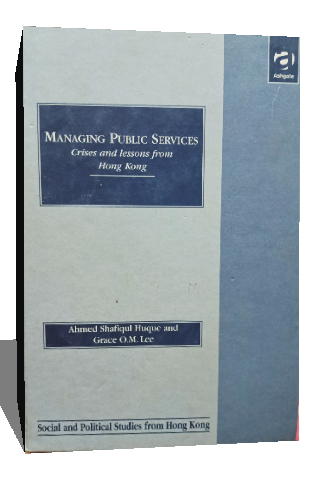 Ashgate
MANAGING PUBLIC SERVICES
Crises and lessons from
Hong Kong
Ahmed Shafiqul Huque and
Grace O.M. Lee
Social and Political Studies from Hong Kong